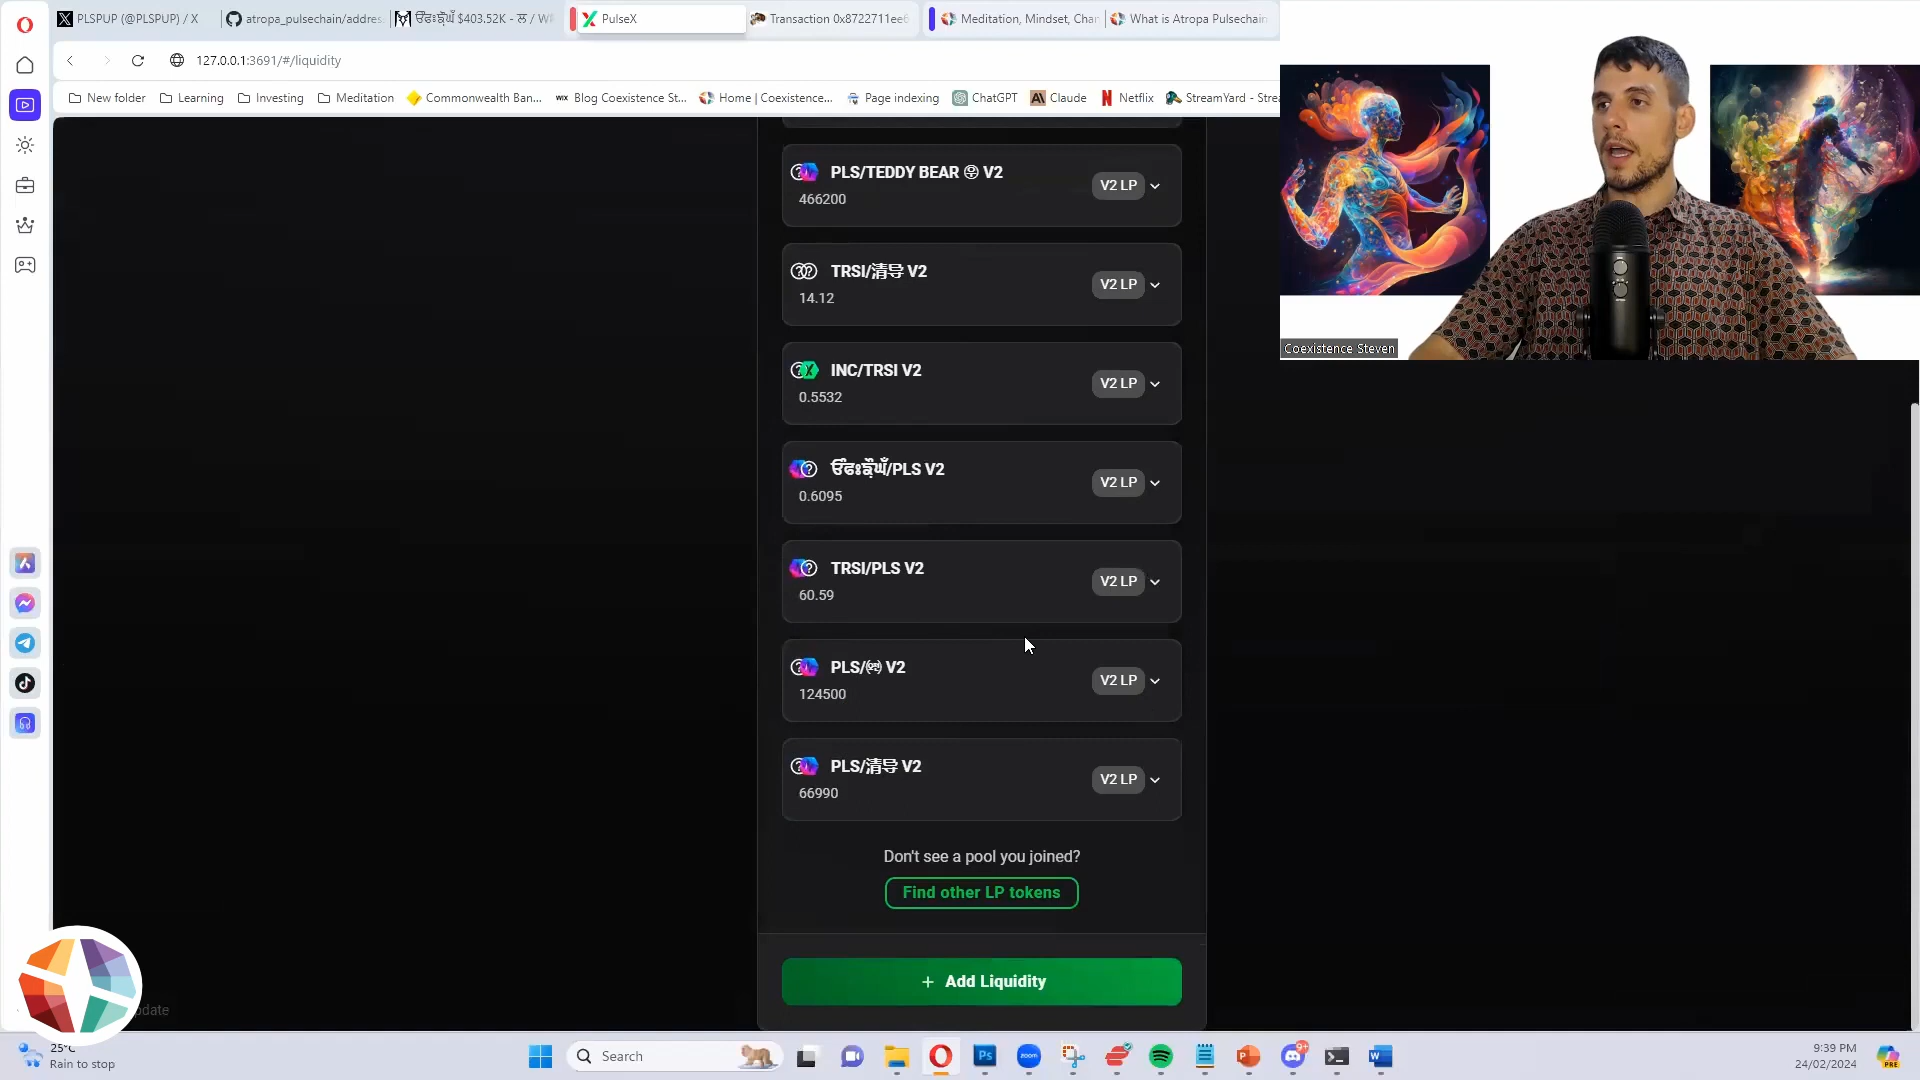 PLSPUP (@PLSPUP) / X
atropa_pulsechain/addres
PulseX
Transaction 0x8722711ee6
Meditation, Mindset, Chan
What is Atropa Pulsechain
127.0.0.1:3691/#/liquidity
New folder
Learning
Investing
Meditation
Commonwealth Ban...
Blog Coexistence St...
Home | Coexistence...
Page indexing
ChatGPT
Claude
Netflix
StreamYard - Strea
PLS/TEDDY BEAR ㉾ V2
466200
V2 LP
TRSI/清导 V2
14.12
V2 LP
INC/TRSI V2
0.5532
V2 LP
/PLS V2
0.6095
V2 LP
TRSI/PLS V2
60.59
V2 LP
PLS/ V2
124500
V2 LP
PLS/清导 V2
66990
V2 LP
Don't see a pool you joined?
Find other LP tokens
+ Add Liquidity
Coexistence Steven
25°C
Rain to stop
Search
9:39 PM
24/02/2024